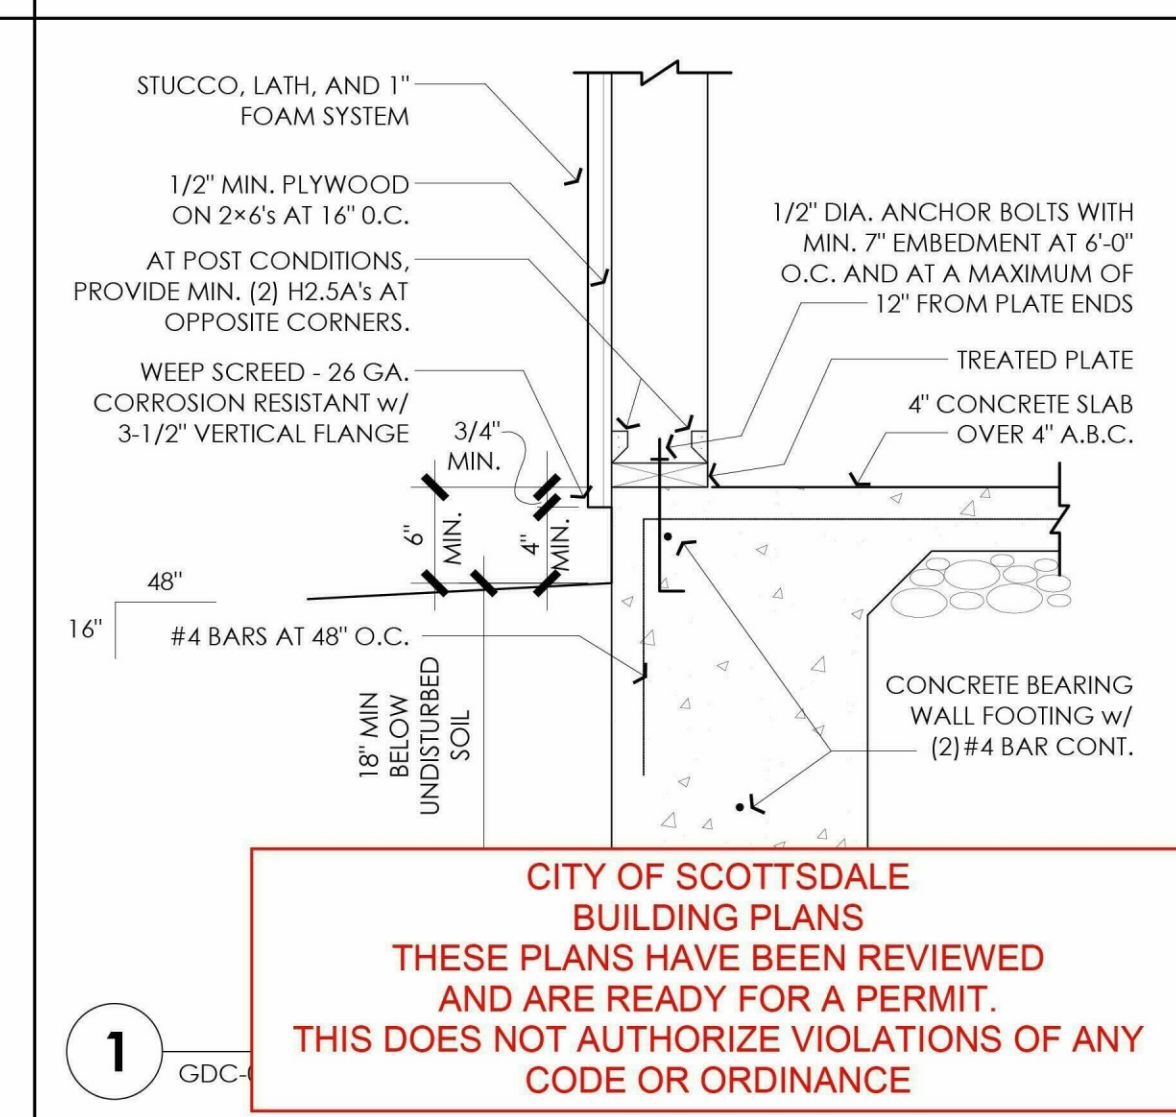 STUCCO, LATH, AND 1"
FOAM SYSTEM
1/2" MIN. PLYWOOD
ON 2×6's AT 16" 0.C.
AT POST CONDITIONS,
PROVIDE MIN. (2) H2.5A's AT
OPPOSITE CORNERS.
WEEP SCREED - 26 GA.
CORROSION RESISTANT w/
3-1/2" VERTICAL FLANGE
3/4"
MIN.
6"
MIN.
4"
MIN.
48"
16"
#4 BARS AT 48" O.C.
18" MIN
BELOW
UNDISTURBED
SOIL
1/2" DIA. ANCHOR BOLTS WITH
MIN. 7" EMBEDMENT AT 6'-0"
O.C. AND AT A MAXIMUM OF
12" FROM PLATE ENDS
TREATED PLATE
4" CONCRETE SLAB
OVER 4" A.B.C.
CONCRETE BEARING
WALL FOOTING w/
(2)#4 BAR CONT.
CITY OF SCOTTSDALE
BUILDING PLANS
THESE PLANS HAVE BEEN REVIEWED
AND ARE READY FOR A PERMIT.
THIS DOES NOT AUTHORIZE VIOLATIONS OF ANY
CODE OR ORDINANCE
1
GDC-